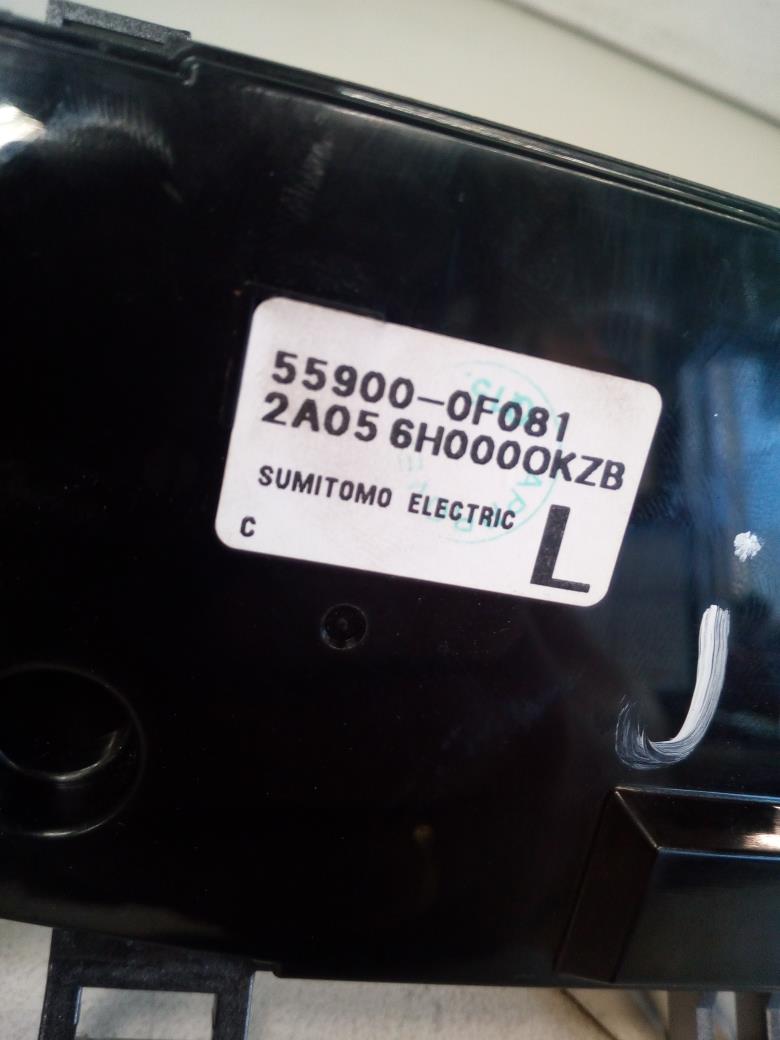 55900-0F081
2A05 6H0000KZB
SUMITOMO ELECTRIC
C
L